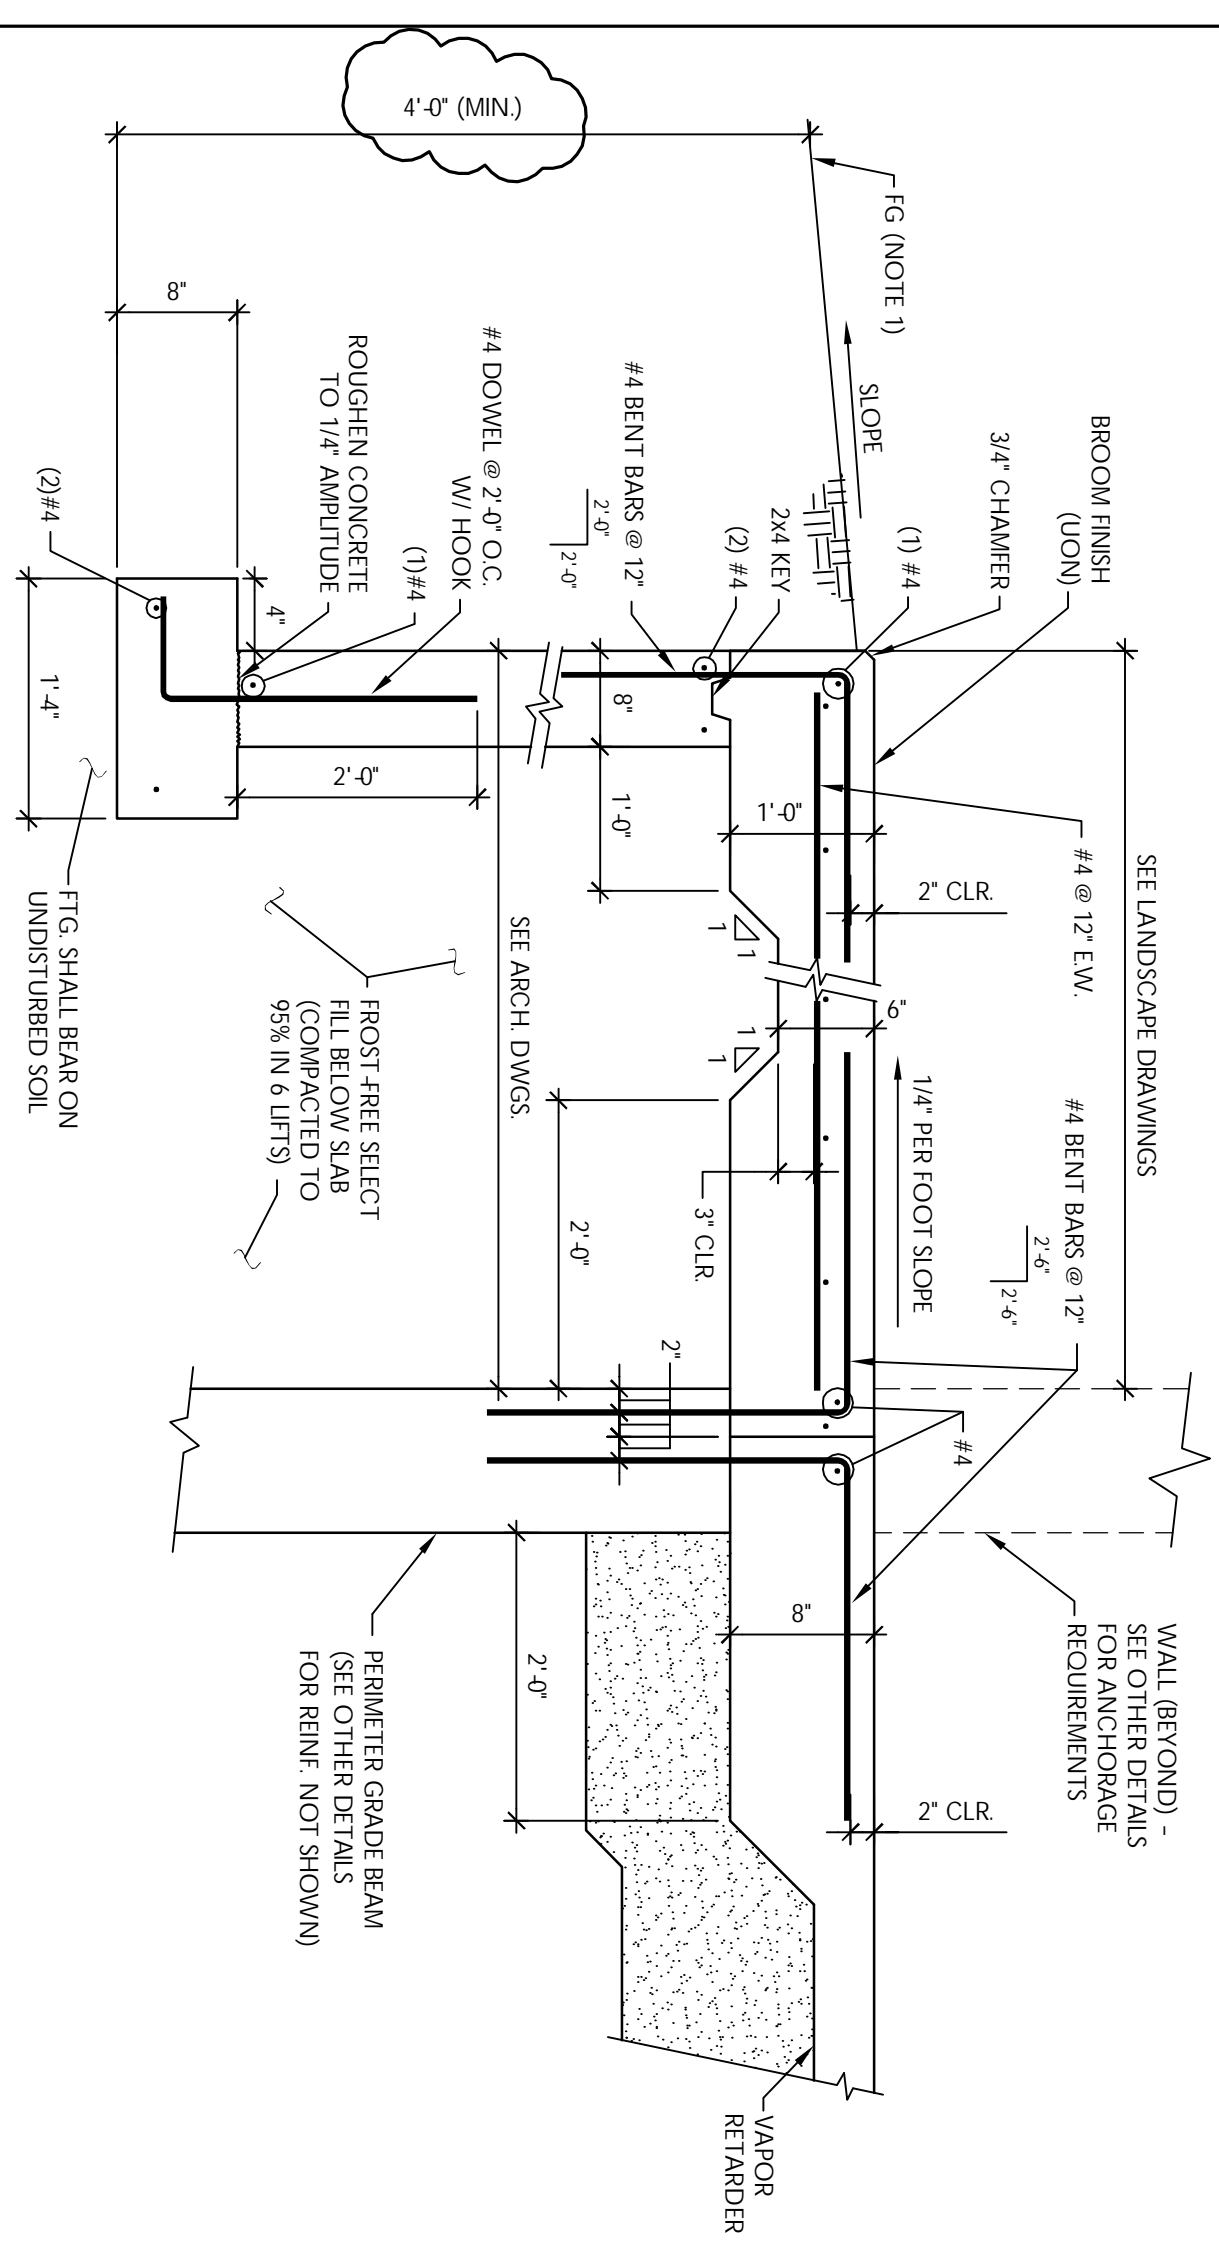 4'-0" (MIN.)
FG (NOTE 1)
SLOPE
BROOM FINISH
(UON)
3/4" CHAMFER
(1) #4
2x4 KEY
(2) #4
#4 BENT BARS @ 12"
2'-0"
2'-0"
#4 DOWEL @ 2'-0" O.C.
W/ HOOK
(1)#4
ROUGHEN CONCRETE
TO 1/4" AMPLITUDE
(2)#4
8"
4"
1'-4"
2'-0"
8"
1'-0"
1'-0"
2" CLR.
#4 @ 12" E.W.
SEE LANDSCAPE DRAWINGS
1
1
6"
1
1
1/4" PER FOOT SLOPE
#4 BENT BARS @ 12"
2'-6"
2'-6"
3" CLR.
SEE ARCH. DWGS.
2'-0"
2"
#4
FROST-FREE SELECT
FILL BELOW SLAB
(COMPACTED TO
95% IN 6 LIFTS)
FTG. SHALL BEAR ON
UNDISTURBED SOIL
WALL (BEYOND) -
SEE OTHER DETAILS
FOR ANCHORAGE
REQUIREMENTS
8"
2" CLR.
2'-0"
PERIMETER GRADE BEAM
(SEE OTHER DETAILS
FOR REINF. NOT SHOWN)
VAPOR
RETARDER